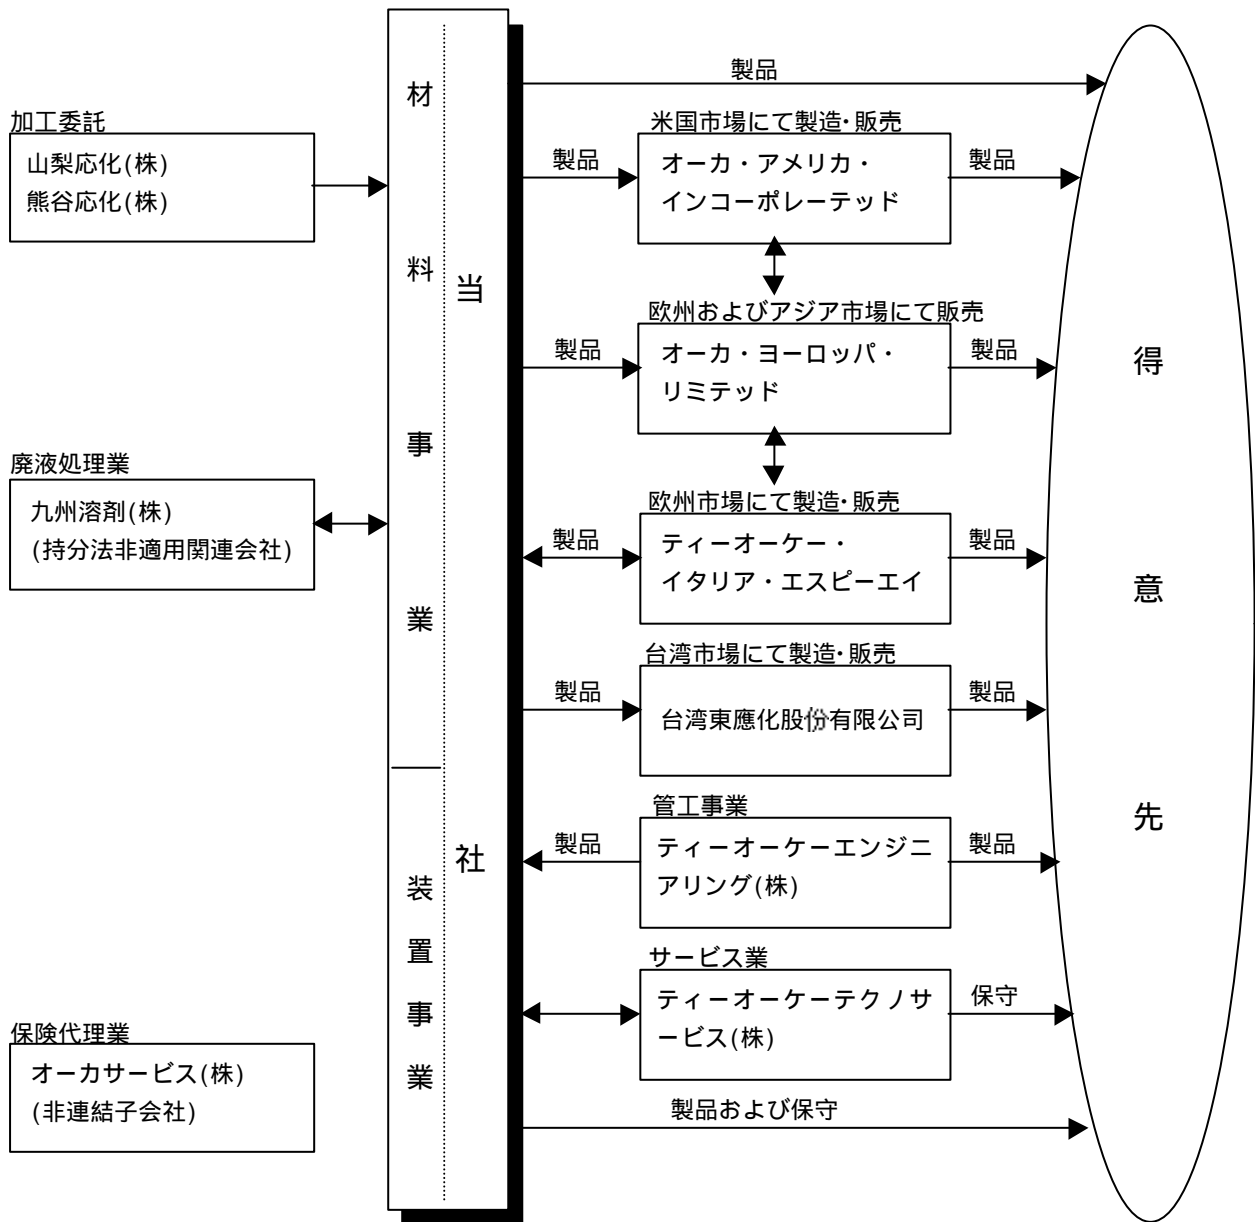 加工委託
山梨応化(株)
熊谷応化(株)
廃液処理業
九州溶剤(株)
(持分法非適用関連会社)
保険代理業
オーカサービス(株)
(非連結子会社)
材料事業
装置事業
当社
製品
米国市場にて製造・販売
製品
オーカ・アメリカ・
インコーポレーテッド
製品
欧州およびアジア市場にて販売
製品
オーカ・ヨーロッパ・
リミテッド
製品
欧州市場にて製造・販売
製品
ティーオーケー・
イタリア・エスピーエイ
製品
台湾市場にて製造・販売
製品
台湾東應化股份有限公司
製品
管工事業
製品
ティーオーケーエンジニ
アリング(株)
製品
サービス業
ティーオーケーテクノサ
ービス(株)
保守
製品および保守
得意先